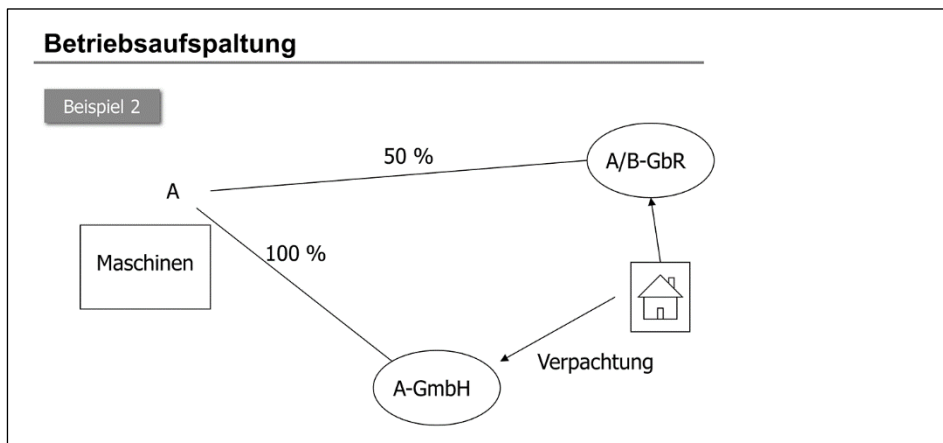 Betriebsaufspaltung
Beispiel 2
50 %
A/B-GbR
A
100 %
Maschinen
Verpachtung
A-GmbH